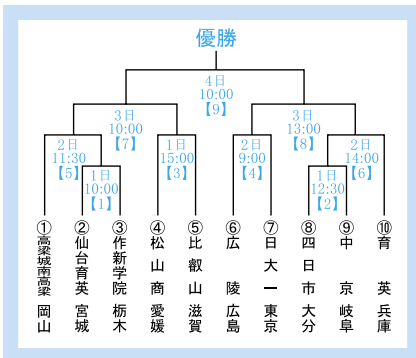 優勝
4日
10:00
【9】
3日
10:00
【7】
3日
13:00
【8】
2日
11:30
【5】
1日
15:00
【3】
2日
9:00
【4】
2日
14:00
【6】
1日
10:00
【1】
1日
12:30
【2】
①高梁城南高梁 岡山
②仙台育英 宮城
③作新学院 栃木
④松山商 愛媛
⑤比叡山 滋賀
⑥広陵 広島
⑦日大一 東京
⑧四日市 大分
⑨中京 岐阜
⑩育英 兵庫